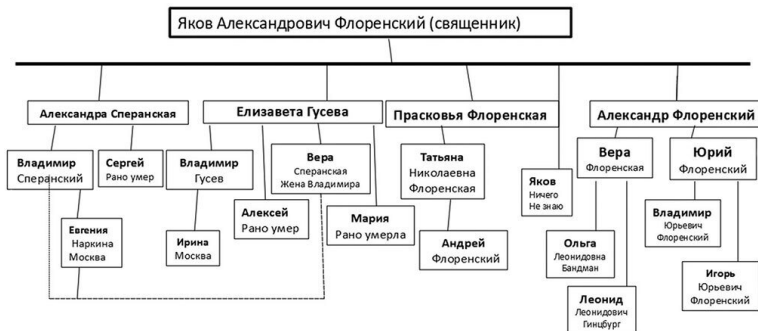 Яков Александрович Флоренский (священник)
Александра Сперанская
Елизавета Гусева
Прасковья Флоренская
Александр Флоренский
Владимир
Сперанский
Сергей
Рано умер
Владимир
Гусев
Вера
Сперанская
Жена Владимира
Татьяна
Николаевна
Флоренская
Яков
Ничего
Не знаю
Вера
Флоренская
Юрий
Флоренский
Евгения
Наркина
Москва
Ирина
Москва
Алексей
Рано умер
Мария
Рано умерла
Андрей
Флоренский
Ольга
Леонидовна
Бандман
Владимир
Юрьевич
Флоренский
Леонид
Леонидович
Гинцбург
Игорь
Юрьевич
Флоренский